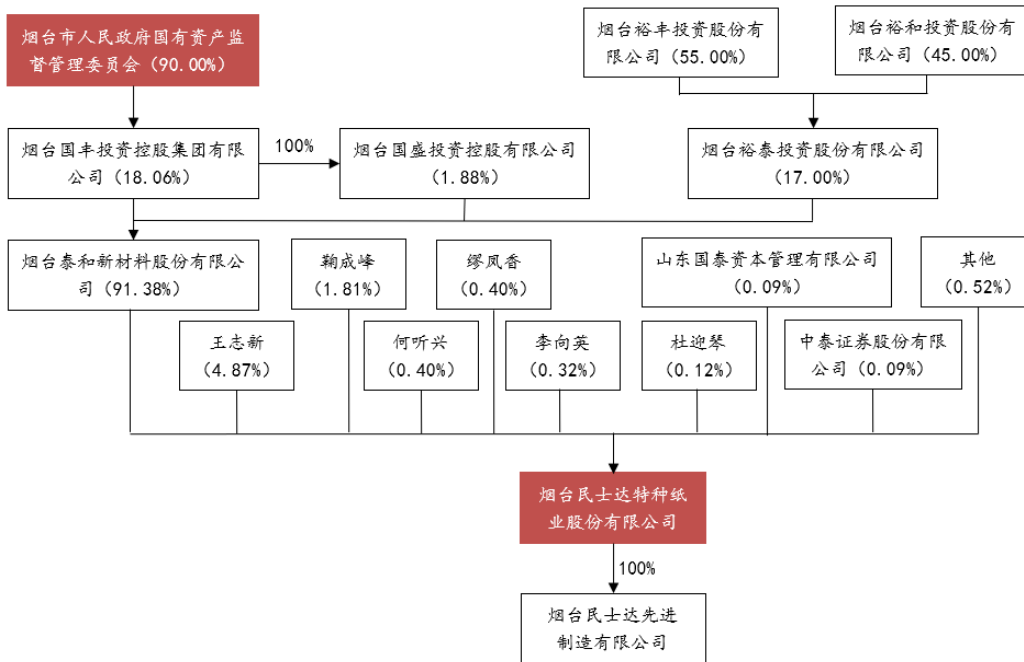 烟台市人民政府国有资产监
督管理委员会（90.00%）
烟台裕丰投资股份有
限公司（55.00%）
烟台裕和投资股份有
限公司（45.00%）
烟台国丰投资控股集团有限
公司（18.06%）
100%
烟台国盛投资控股有限公司
（1.88%）
烟台裕泰投资股份有限公司
（17.00%）
烟台泰和新材料股份有限公
司（91.38%）
鞠成峰
（1.81%）
缪凤香
（0.40%）
山东国泰资本管理有限公司
（0.09%）
其他
（0.52%）
王志新
（4.87%）
何听兴
（0.40%）
李向英
（0.32%）
杜迎琴
（0.12%）
中泰证券股份有限
公司（0.09%）
烟台民士达特种纸
业股份有限公司
100%
烟台民士达先进
制造有限公司